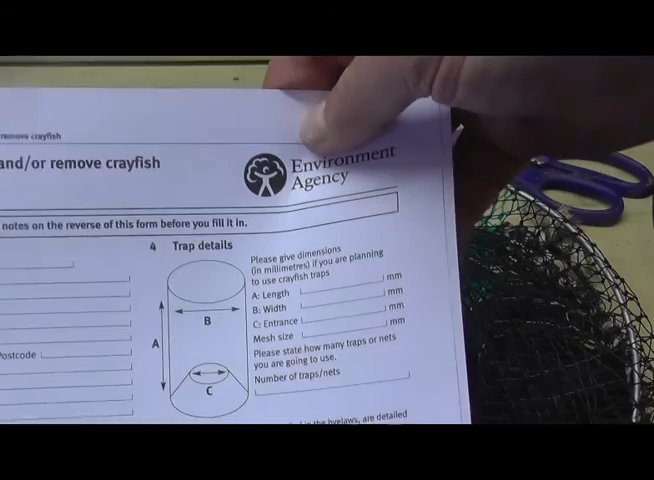 remove crayfish
and/or remove crayfish
Environment
Agency
notes on the reverse of this form before you fill it in.
4 Trap details
Please give dimensions
(in millimetres) if you are planning
to use crayfish traps
A: Length mm
B: Width mm
C: Entrance mm
Mesh size mm
Please state how many traps or nets
you are going to use.
Number of traps/nets
B
A
C
Postcode
in the byelaws, are detailed